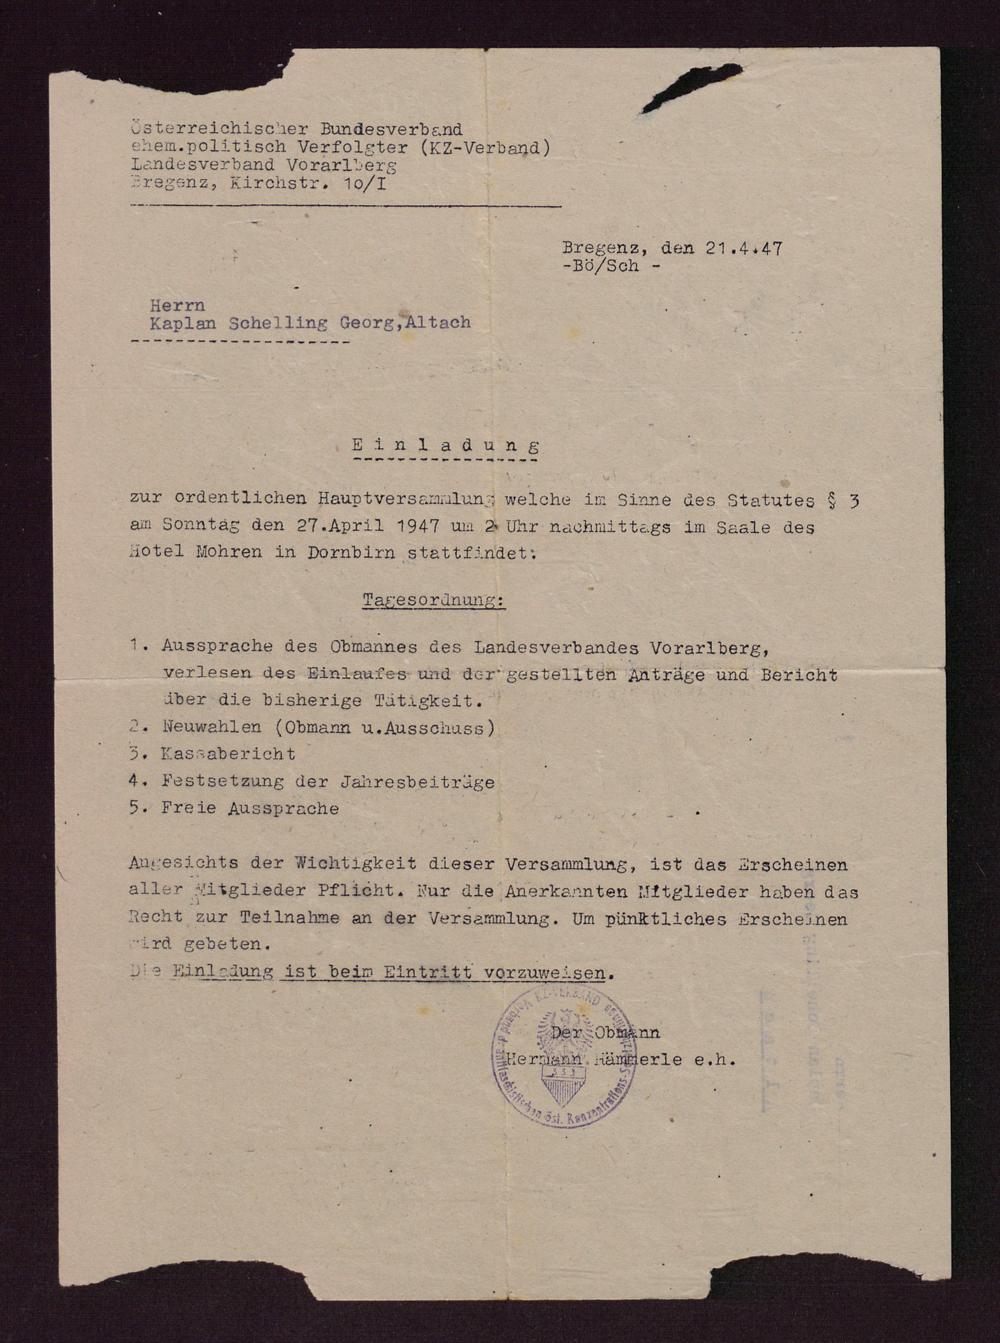 Österreichischer Bundesverband
ehem.politisch Verfolgter (KZ-Verband)
Landesverband Vorarlberg
Bregenz, Kirchstr. 10/I
Bregenz, den 21.4.47
-Bö/Sch -
Herrn
Kaplan Schelling Georg,Altach
E i n l a d u n g
zur ordentlichen Hauptversammlung welche im Sinne des Statutes § 3
am Sonntag den 27.April 1947 um 2 Uhr nachmittags im Saale des
Hotel Mohren in Dornbirn stattfindet.
Tagesordnung:
1. Aussprache des Obmannes des Landesverbandes Vorarlberg,
verlesen des Einlaufes und der gestellten Anträge und Bericht
über die bisherige Tätigkeit.
2. Neuwahlen (Obmann u.Ausschuss)
3. Kassabericht
4. Festsetzung der Jahresbeiträge
5. Freie Aussprache
Angesichts der Wichtigkeit dieser Versammlung, ist das Erscheinen
aller Mitglieder Pflicht. Nur die Anerkannten Mitglieder haben das
Recht zur Teilnahme an der Versammlung. Um pünktliches Erscheinen
wird gebeten.
Die Einladung ist beim Eintritt vorzuweisen.
Der Obmann
Hermann Hämmerle e.h.
KZ-VERBAND
öst. Konzentrations-